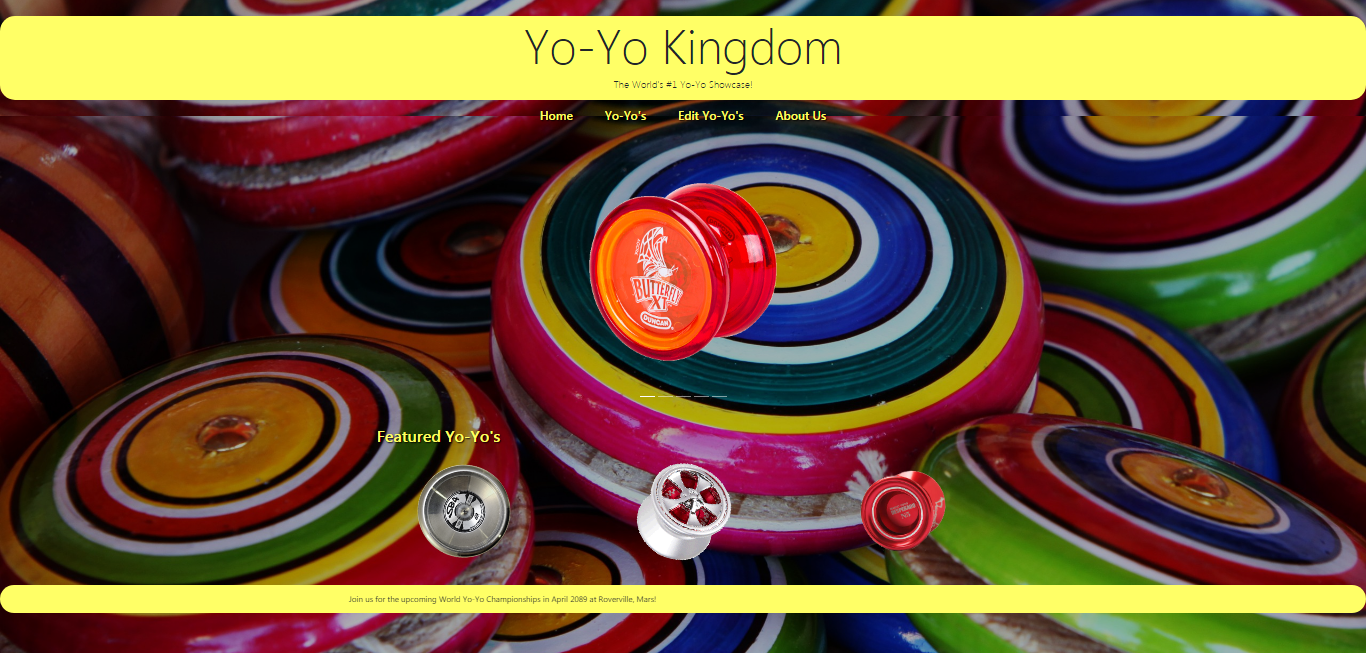 Yo-Yo Kingdom
The World's #1 Yo-Yo Showcase!
Home Yo-Yo's Edit Yo-Yo's About Us
BUTTERFLY
XT
DUNCAN
Featured Yo-Yo's
Join us for the upcoming World Yo-Yo Championships in April 2089 at Roverville, Mars!